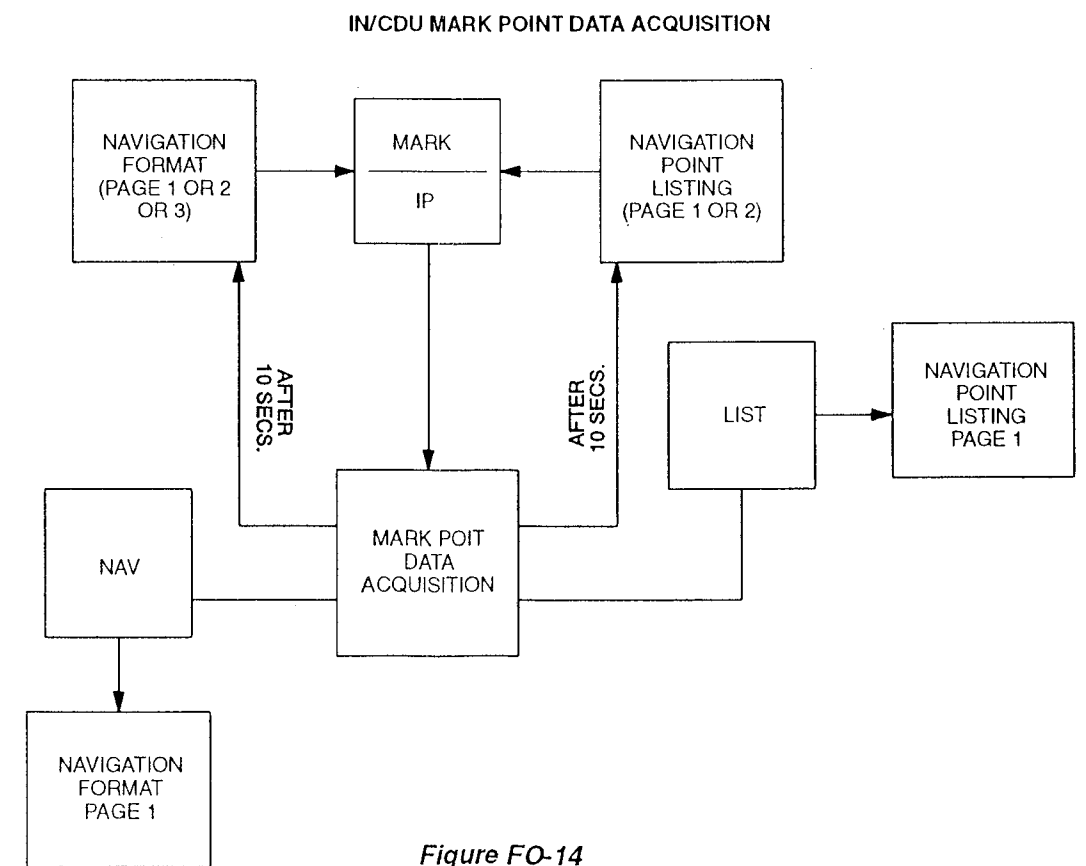 IN/CDU MARK POINT DATA ACQUISITION
NAVIGATION
FORMAT
(PAGE 1 OR 2
OR 3)
MARK
IP
NAVIGATION
POINT
LISTING
(PAGE 1 OR 2)
AFTER
10 SECS.
AFTER
10 SECS.
LIST
NAVIGATION
POINT
LISTING
PAGE 1
NAV
MARK POIT
DATA
ACQUISITION
NAVIGATION
FORMAT
PAGE 1
Figure FO-14